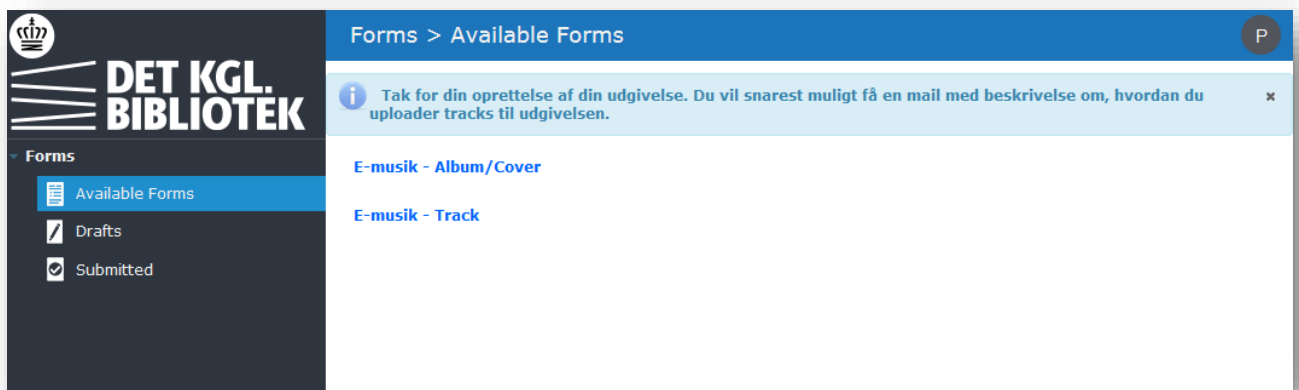 DET KGL.
BIBLIOTEK
Forms
Available Forms
Drafts
Submitted
Forms > Available Forms
P
Tak for din oprettelse af din udgivelse. Du vil snarest muligt få en mail med beskrivelse om, hvordan du
uploader tracks til udgivelsen.
E-musik - Album/Cover
E-musik - Track